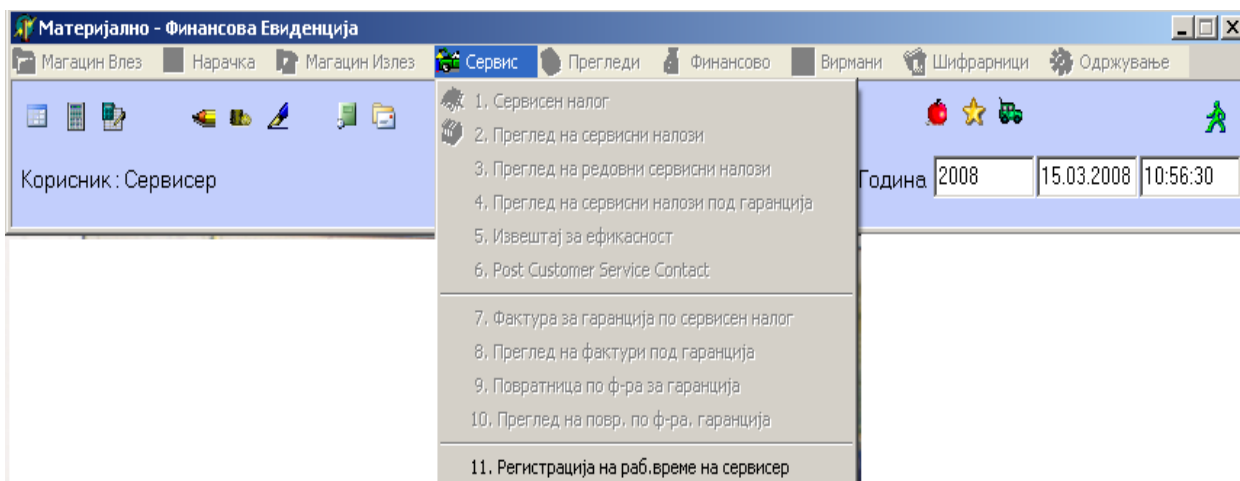 Материјално - Финансова Евиденција
Магацин Влез Нарачка Магацин Излез Сервис Прегледи Финансово Вирмани Шифрарници Одржување
1. Сервисен налог
2. Преглед на сервисни налози
3. Преглед на редовни сервисни налози
Корисник : Сервисер Година 2008 15.03.2008 10:56:30
4. Преглед на сервисни налози под гаранција
5. Извештај за ефикасност
6. Post Customer Service Contact
7. Фактура за гаранција по сервисен налог
8. Преглед на фактури под гаранција
9. Повратница по ф-ра за гаранција
10. Преглед на повр. по ф-ра. гаранција
11. Регистрација на раб.време на сервисер